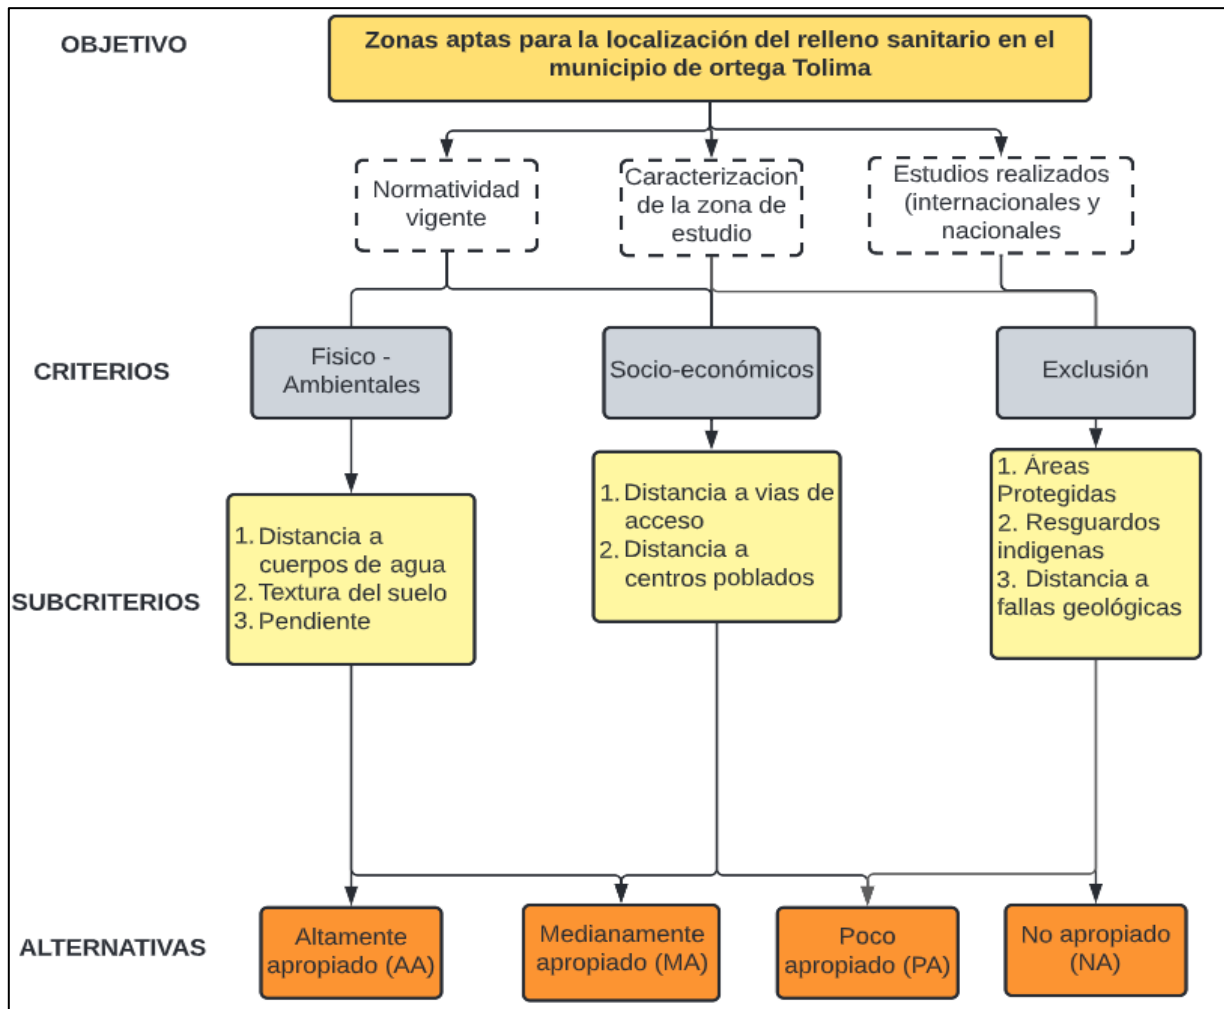 OBJETIVO
Zonas aptas para la localización del relleno sanitario en el
municipio de ortega Tolima
Normatividad
vigente
Caracterizacion
de la zona de
estudio
Estudios realizados
(internacionales y
nacionales
CRITERIOS
Fisico -
Ambientales
Socio-económicos
Exclusión
SUBCRITERIOS
1. Distancia a
cuerpos de agua
2. Textura del suelo
3. Pendiente
1. Distancia a vias de
acceso
2. Distancia a
centros poblados
1. Áreas
Protegidas
2. Resguardos
indigenas
3. Distancia a
fallas geológicas
ALTERNATIVAS
Altamente
apropiado (AA)
Medianamente
apropiado (MA)
Poco
apropiado (PA)
No apropiado
(NA)